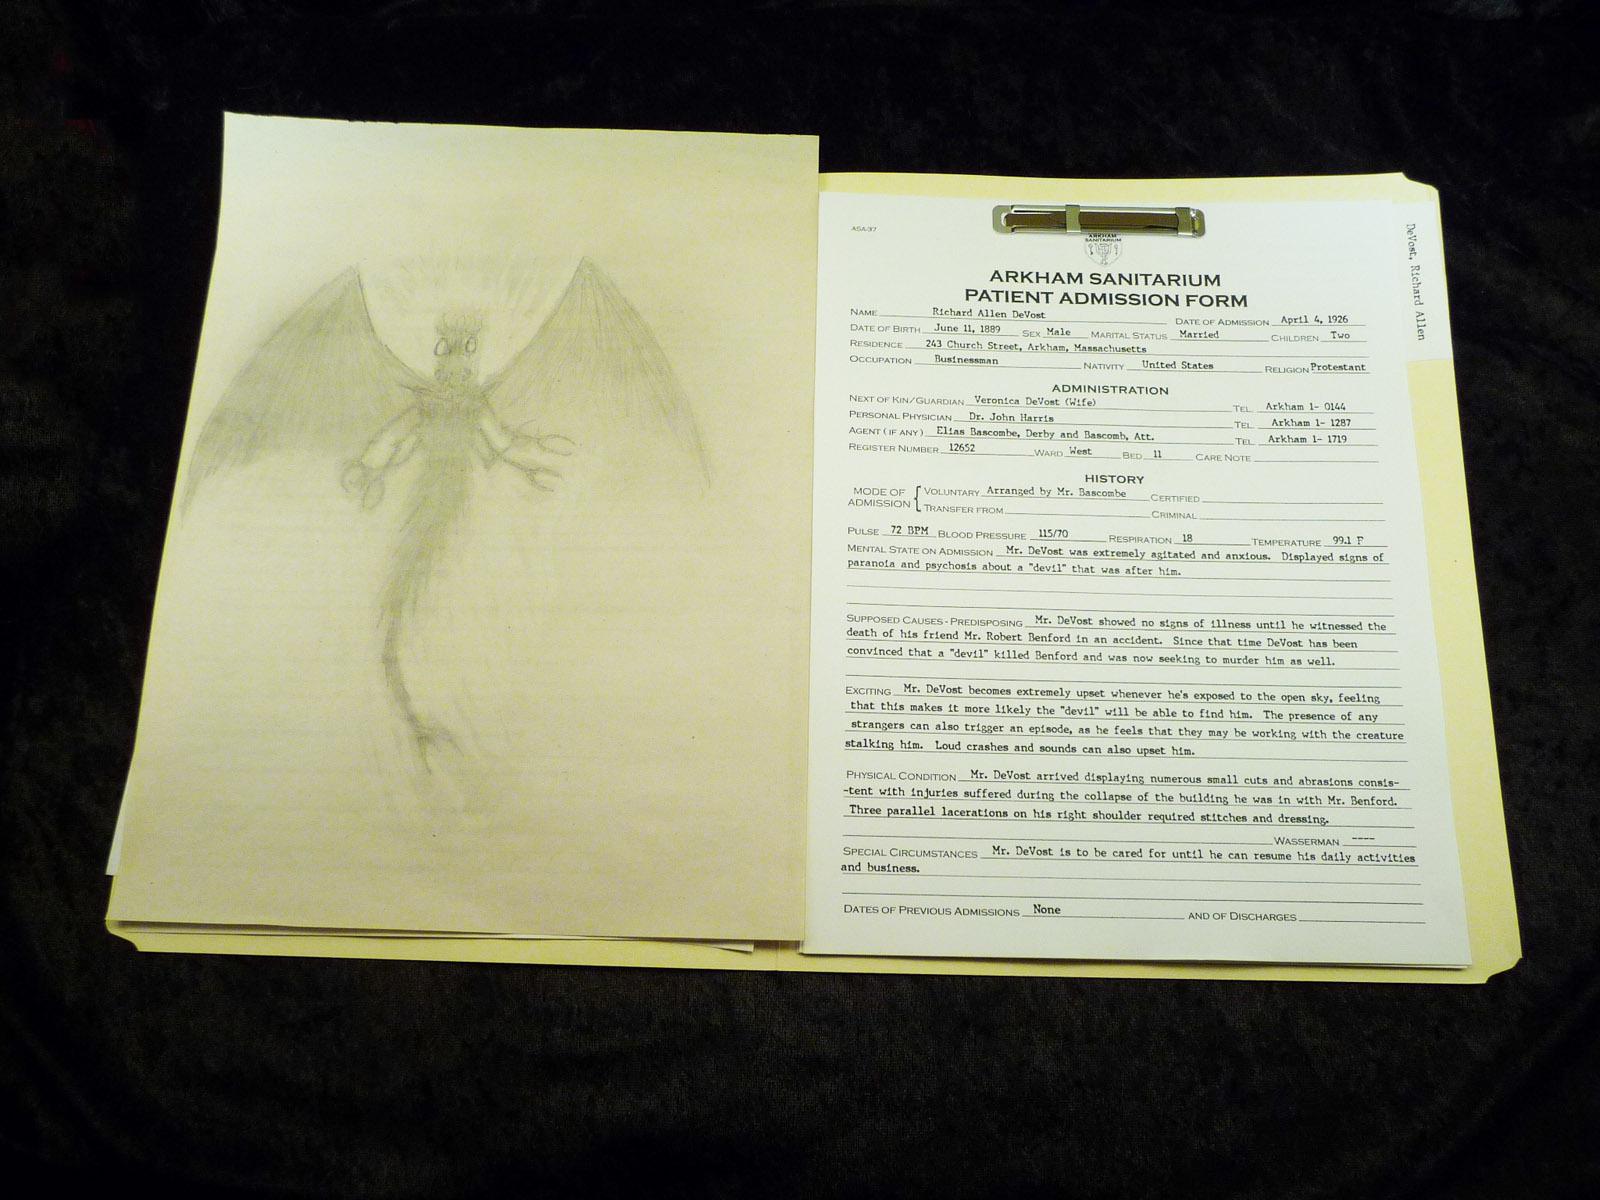 ASA-37
ARKHAM
SANITARIUM
ARKHAM SANITARIUM
PATIENT ADMISSION FORM
NAME Richard Allen DeVost DATE OF ADMISSION April 4, 1926
DATE OF BIRTH June 11, 1889 SEX Male MARITAL STATUS Married CHILDREN Two
RESIDENCE 243 Church Street, Arkham, Massachusetts
OCCUPATION Businessman NATIVITY United States RELIGION Protestant
ADMINISTRATION
NEXT OF KIN/GUARDIAN Veronica DeVost (Wife) TEL Arkham 1- 0144
PERSONAL PHYSICIAN Dr. John Harris TEL Arkham 1- 1287
AGENT (IF ANY) Elias Bascombe, Derby and Bascomb, Att. TEL Arkham 1- 1719
REGISTER NUMBER 12652 WARD West BED 11 CARE NOTE
HISTORY
MODE OF ADMISSION { VOLUNTARY Arranged by Mr. Bascombe CERTIFIED
TRANSFER FROM CRIMINAL
PULSE 72 BPM BLOOD PRESSURE 115/70 RESPIRATION 18 TEMPERATURE 99.1 F
MENTAL STATE ON ADMISSION Mr. DeVost was extremely agitated and anxious. Displayed signs of
paranoia and psychosis about a "devil" that was after him.
SUPPOSED CAUSES - PREDISPOSING Mr. DeVost showed no signs of illness until he witnessed the
death of his friend Mr. Robert Benford in an accident. Since that time DeVost has been
convinced that a "devil" killed Benford and was now seeking to murder him as well.
EXCITING Mr. DeVost becomes extremely upset whenever he's exposed to the open sky, feeling
that this makes it more likely the "devil" will be able to find him. The presence of any
strangers can also trigger an episode, as he feels that they may be working with the creature
stalking him. Loud crashes and sounds can also upset him.
PHYSICAL CONDITION Mr. DeVost arrived displaying numerous small cuts and abrasions consis-
-tent with injuries suffered during the collapse of the building he was in with Mr. Benford.
Three parallel lacerations on his right shoulder required stitches and dressing.
WASSERMAN ----
SPECIAL CIRCUMSTANCES Mr. DeVost is to be cared for until he can resume his daily activities
and business.
DATES OF PREVIOUS ADMISSIONS None AND OF DISCHARGES
DeVost, Richard Allen